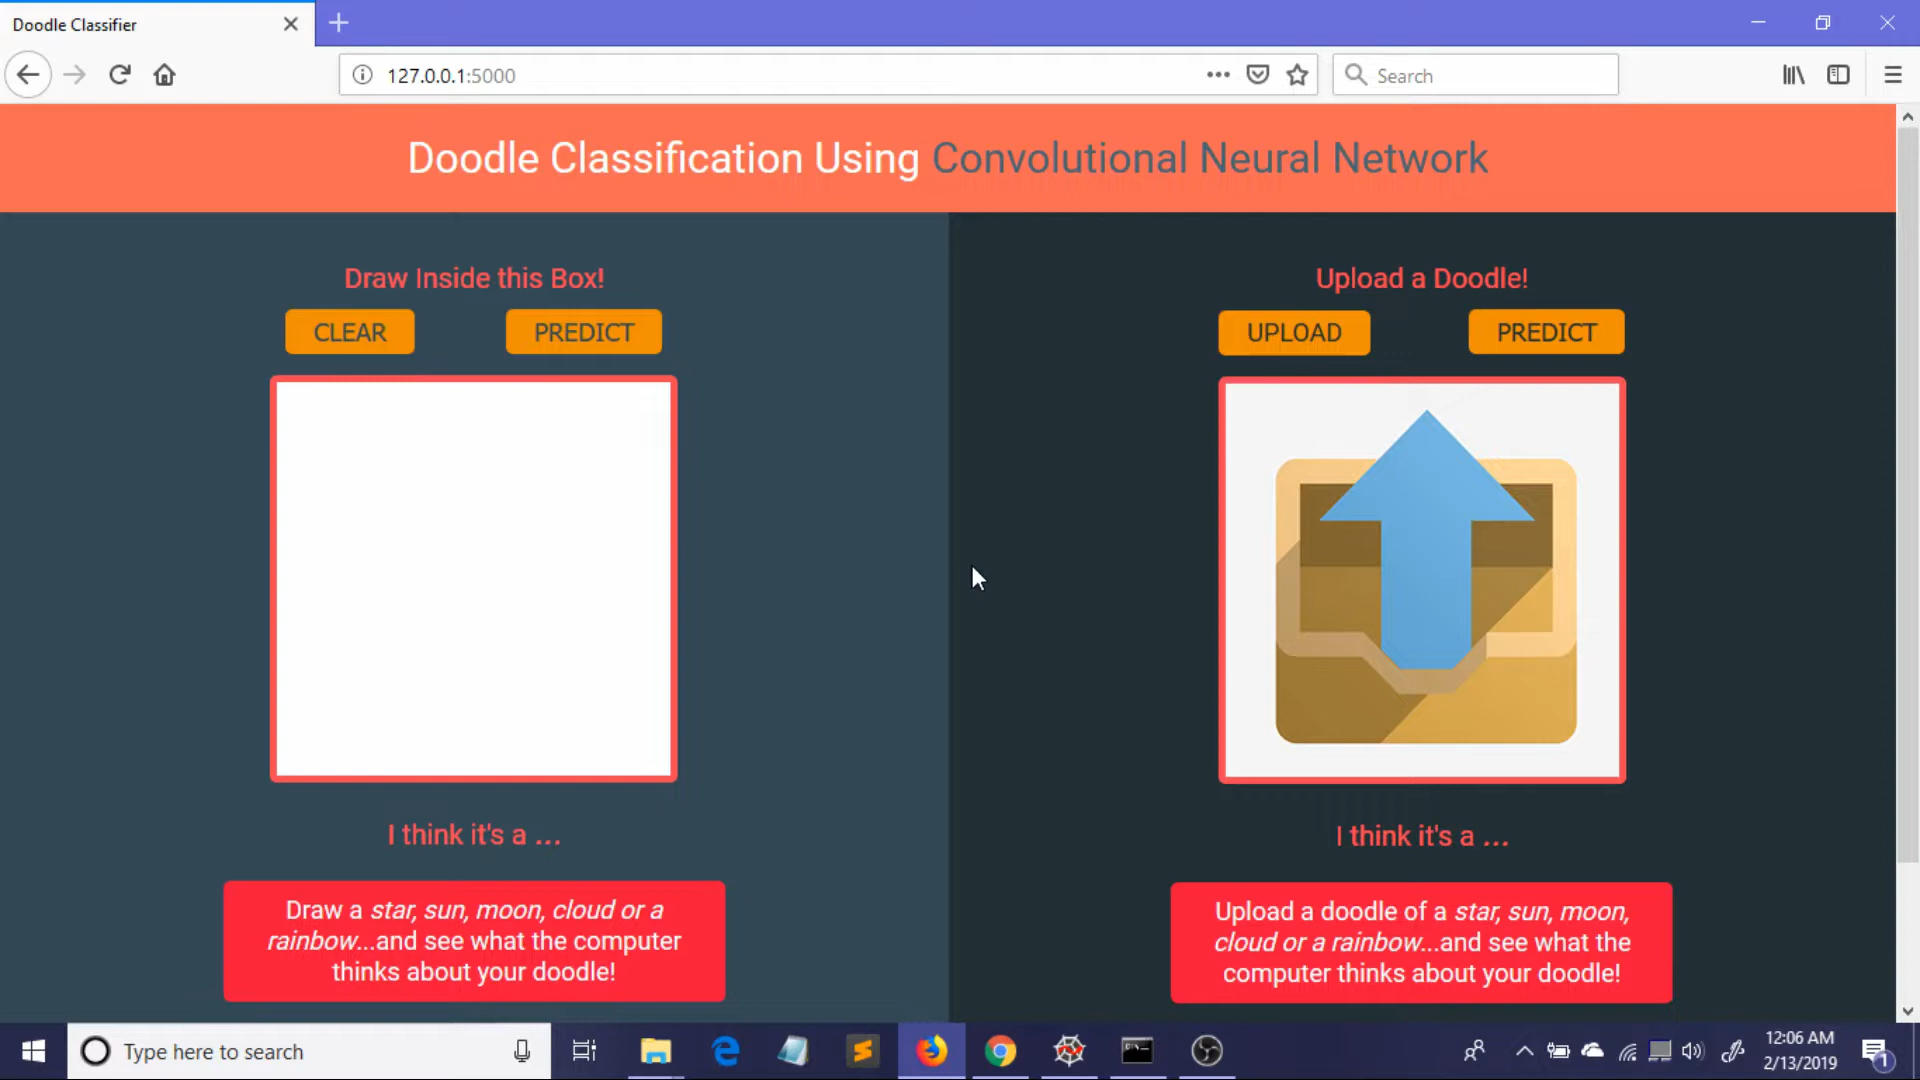 Doodle Classifier
127.0.0.1:5000
Search
Doodle Classification Using Convolutional Neural Network
Draw Inside this Box!
CLEAR
PREDICT
I think it's a ...
Draw a star, sun, moon, cloud or a
rainbow...and see what the computer
thinks about your doodle!
Upload a Doodle!
UPLOAD
PREDICT
I think it's a ...
Upload a doodle of a star, sun, moon,
cloud or a rainbow...and see what the
computer thinks about your doodle!
Type here to search
12:06 AM
2/13/2019
1